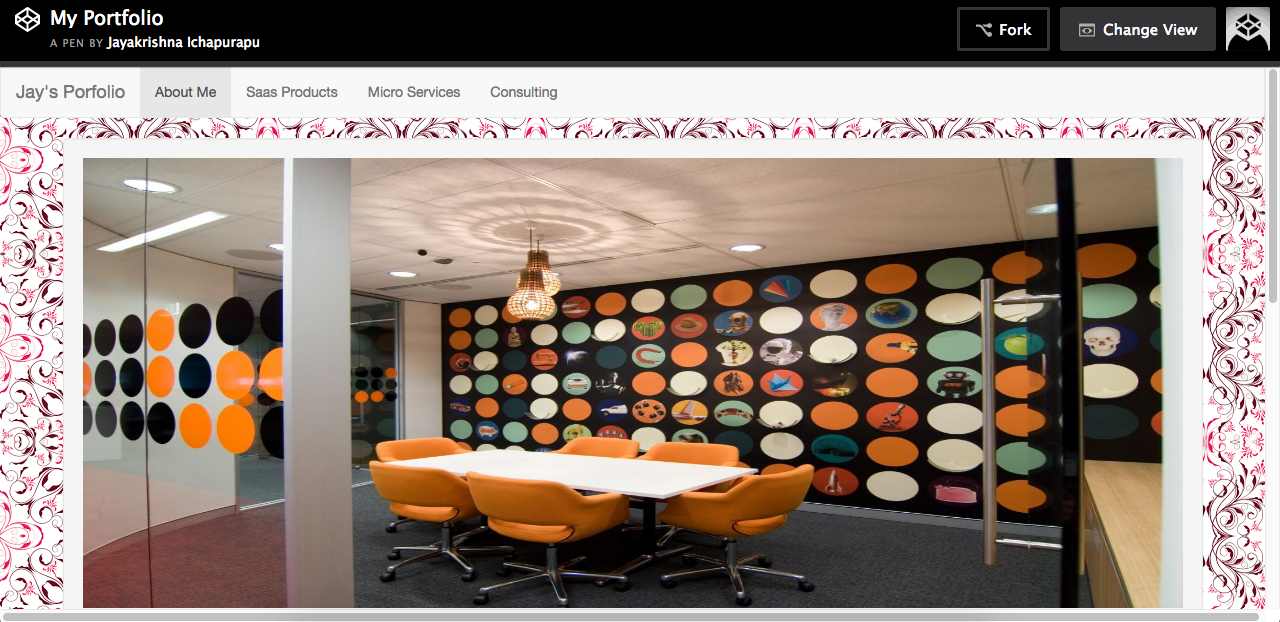 My Portfolio
A PEN BY Jayakrishna Ichapurapu
Fork
Change View
Jay's Porfolio
About Me
Saas Products
Micro Services
Consulting